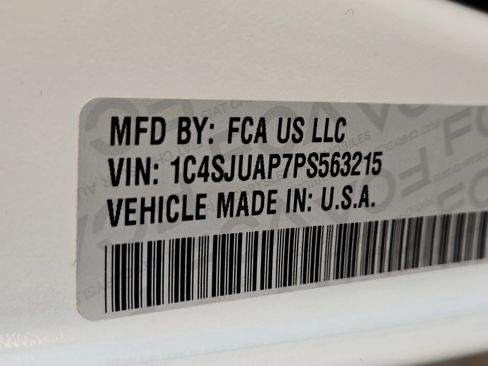 MFD BY: FCA US LLC
VIN: 1C4SJUAP7PS563215
VEHICLE MADE IN: U.S.A.